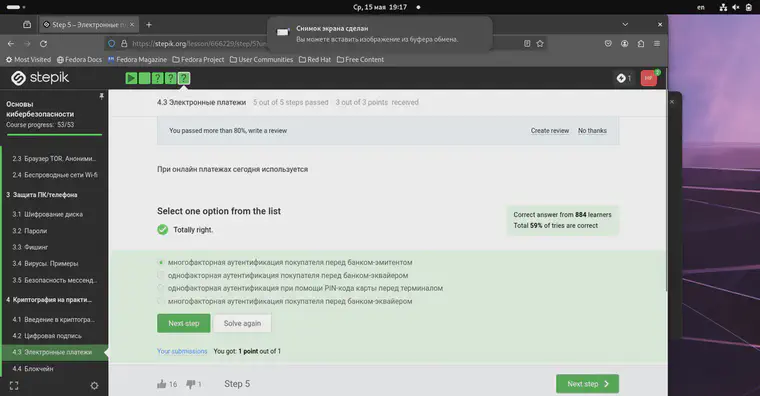 Ср, 15 мая 19:17
en
Step 5 – Электронные
Снимок экрана сделан
Вы можете вставить изображение из буфера обмена.
https://stepik.org/lesson/666229/step/5?un
Most Visited
Fedora Docs
Fedora Magazine
Fedora Project
User Communities
Red Hat
Free Content
stepik
? ? ?
1
Основы
кибербезопасности
Course progress: 53/53
4.3 Электронные платежи 5 out of 5 steps passed · 3 out of 3 points received
You passed more than 80%, write a review
Create review
No thanks
2.3 Браузер TOR. Аноними...
2.4 Беспроводные сети Wi-fi
3 Защита ПК/телефона
3.1 Шифрование диска
3.2 Пароли
3.3 Фишинг
3.4 Вирусы. Примеры
3.5 Безопасность мессенд...
4 Криптография на практи...
4.1 Введение в криптогра...
4.2 Цифровая подпись
4.3 Электронные платежи
4.4 Блокчейн
При онлайн платежах сегодня используется
Select one option from the list
Totally right.
Correct answer from 884 learners
Total 59% of tries are correct
многофакторная аутентификация покупателя перед банком-эмитентом
однофакторная аутентификация покупателя перед банком-эквайером
однофакторная аутентификация при помощи PIN-кода карты перед терминалом
многофакторная аутентификация покупателя перед банком-эквайером
Next step
Solve again
Your submissions You got: 1 point out of 1
16
1
Step 5
Next step